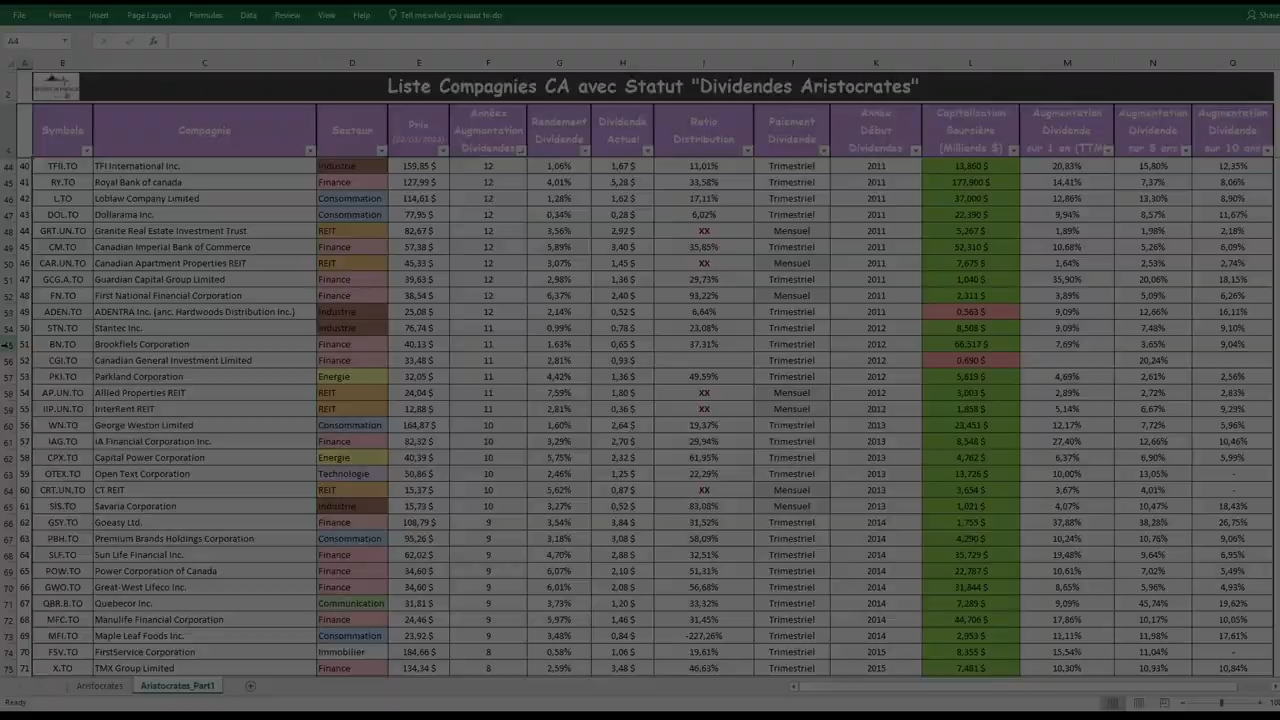 File Home Insert Page Layout Formulas Data Review View Help Tell me what you want to do Share
A4 fx
A B C D E F G H I J K L M N O
2 Liste Compagnies CA avec Statut "Dividendes Aristocrates"
Symbole Compagnie Secteur Prix (22/03/2023) Années Augmentation Dividendes Rendement Dividende Dividende Actuel Ratio Distribution Paiement Dividende Année Début Dividendes Capitalisation Boursière (Milliards $) Augmentation Dividende sur 1 an (TTM) Augmentation Dividende sur 5 ans Augmentation Dividende sur 10 ans
44 40 TFII.TO TFI International Inc. Industrie 159,85 $ 12 1,06% 1,67 $ 11,01% Trimestriel 2011 13,860 $ 20,83% 15,80% 12,35%
45 41 RY.TO Royal Bank of canada Finance 127,99 $ 12 4,01% 5,28 $ 33,58% Trimestriel 2011 177,900 $ 14,41% 7,37% 8,06%
46 42 L.TO Loblaw Company Limited Consommation 114,61 $ 12 1,28% 1,62 $ 17,11% Trimestriel 2011 37,000 $ 12,86% 13,30% 8,90%
47 43 DOL.TO Dollarama Inc. Consommation 77,95 $ 12 0,34% 0,28 $ 6,02% Trimestriel 2011 22,390 $ 9,94% 8,57% 11,67%
48 44 GRT.UN.TO Granite Real Estate Investment Trust REIT 82,67 $ 12 3,56% 2,92 $ XX Mensuel 2011 5,267 $ 1,89% 1,98% 2,18%
49 45 CM.TO Canadian Imperial Bank of Commerce Finance 57,38 $ 12 5,89% 3,40 $ 35,85% Trimestriel 2011 52,310 $ 10,68% 5,26% 6,09%
50 46 CAR.UN.TO Canadian Apartment Properties REIT REIT 45,33 $ 12 3,07% 1,45 $ XX Mensuel 2011 7,675 $ 1,64% 2,53% 2,74%
51 47 GCG.A.TO Guardian Capital Group Limited Finance 39,63 $ 12 2,98% 1,36 $ 29,73% Trimestriel 2011 1,040 $ 35,90% 20,06% 18,15%
52 48 FN.TO First National Financial Corporation Finance 38,54 $ 12 6,37% 2,40 $ 93,22% Mensuel 2011 2,311 $ 3,89% 5,09% 6,26%
53 49 ADEN.TO ADENTRA Inc. (anc. Hardwoods Distribution Inc.) Industrie 25,08 $ 12 2,14% 0,52 $ 6,64% Trimestriel 2011 0,563 $ 9,09% 12,66% 16,11%
54 50 STN.TO Stantec Inc. Industrie 76,74 $ 11 0,99% 0,78 $ 23,08% Trimestriel 2012 8,508 $ 9,09% 7,48% 9,10%
51 BN.TO Brookfiels Corporation Finance 40,13 $ 11 1,63% 0,65 $ 37,31% Trimestriel 2012 66,517 $ 7,69% 3,65% 9,04%
56 52 CGI.TO Canadian General Investment Limited Finance 33,48 $ 11 2,81% 0,93 $ Trimestriel 2012 0,690 $ 20,24%
57 53 PKI.TO Parkland Corporation Energie 32,05 $ 11 4,42% 1,36 $ 49,59% Trimestriel 2012 5,619 $ 4,69% 2,61% 2,56%
58 54 AP.UN.TO Allied Properties REIT REIT 24,04 $ 11 7,59% 1,80 $ XX Mensuel 2012 3,003 $ 2,89% 2,72% 2,83%
59 55 IIP.UN.TO InterRent REIT REIT 12,88 $ 11 2,81% 0,36 $ XX Mensuel 2012 1,858 $ 5,14% 6,67% 9,29%
60 56 WN.TO George Weston Limited Consommation 164,87 $ 10 1,60% 2,64 $ 19,37% Trimestriel 2013 23,451 $ 12,17% 7,72% 5,96%
61 57 IAG.TO iA Financial Corporation Inc. Finance 82,32 $ 10 3,29% 2,70 $ 29,94% Trimestriel 2013 8,548 $ 27,40% 12,66% 10,46%
62 58 CPX.TO Capital Power Corporation Energie 40,39 $ 10 5,75% 2,32 $ 61,95% Trimestriel 2013 4,762 $ 6,37% 6,90% 5,99%
63 59 OTEX.TO Open Text Corporation Technologie 50,86 $ 10 2,46% 1,25 $ 22,29% Trimestriel 2013 13,726 $ 10,00% 13,05% -
64 60 CRT.UN.TO CT REIT REIT 15,37 $ 10 5,62% 0,87 $ XX Mensuel 2013 3,654 $ 3,67% 4,01% -
65 61 SIS.TO Savaria Corporation Industrie 15,73 $ 10 3,27% 0,52 $ 83,08% Mensuel 2013 1,021 $ 4,07% 10,47% 18,43%
66 62 GSY.TO Goeasy Ltd. Finance 108,79 $ 9 3,54% 3,84 $ 31,52% Trimestriel 2014 1,755 $ 37,88% 38,28% 26,75%
67 63 PBH.TO Premium Brands Holdings Corporation Consommation 95,26 $ 9 3,18% 3,08 $ 58,09% Trimestriel 2014 4,290 $ 10,24% 10,76% 9,06%
68 64 SLF.TO Sun Life Financial Inc. Finance 62,02 $ 9 4,70% 2,88 $ 32,51% Trimestriel 2014 35,729 $ 19,48% 9,64% 6,95%
69 65 POW.TO Power Corporation of Canada Finance 34,60 $ 9 6,07% 2,10 $ 51,31% Trimestriel 2014 22,787 $ 10,61% 7,02% 5,49%
70 66 GWO.TO Great-West Lifeco Inc. Finance 34,60 $ 9 6,01% 2,08 $ 56,68% Trimestriel 2014 31,844 $ 8,65% 5,96% 4,93%
71 67 QBR.B.TO Quebecor Inc. Communication 31,81 $ 9 3,73% 1,20 $ 33,32% Trimestriel 2014 7,289 $ 9,09% 45,74% 19,62%
72 68 MFC.TO Manulife Financial Corporation Finance 24,46 $ 9 5,97% 1,46 $ 31,45% Trimestriel 2014 44,706 $ 17,86% 10,17% 10,05%
73 69 MFI.TO Maple Leaf Foods Inc. Consommation 23,92 $ 9 3,48% 0,84 $ -227,26% Trimestriel 2014 2,953 $ 11,11% 11,98% 17,61%
74 70 FSV.TO FirstService Corporation Immobilier 184,66 $ 8 0,58% 1,06 $ 19,61% Trimestriel 2015 8,355 $ 15,54% 11,04% -
75 71 X.TO TMX Group Limited Finance 134,34 $ 8 2,59% 3,48 $ 46,63% Trimestriel 2015 7,481 $ 10,30% 10,93% 10,84%
Aristocrates Aristocrates_Part1
Ready